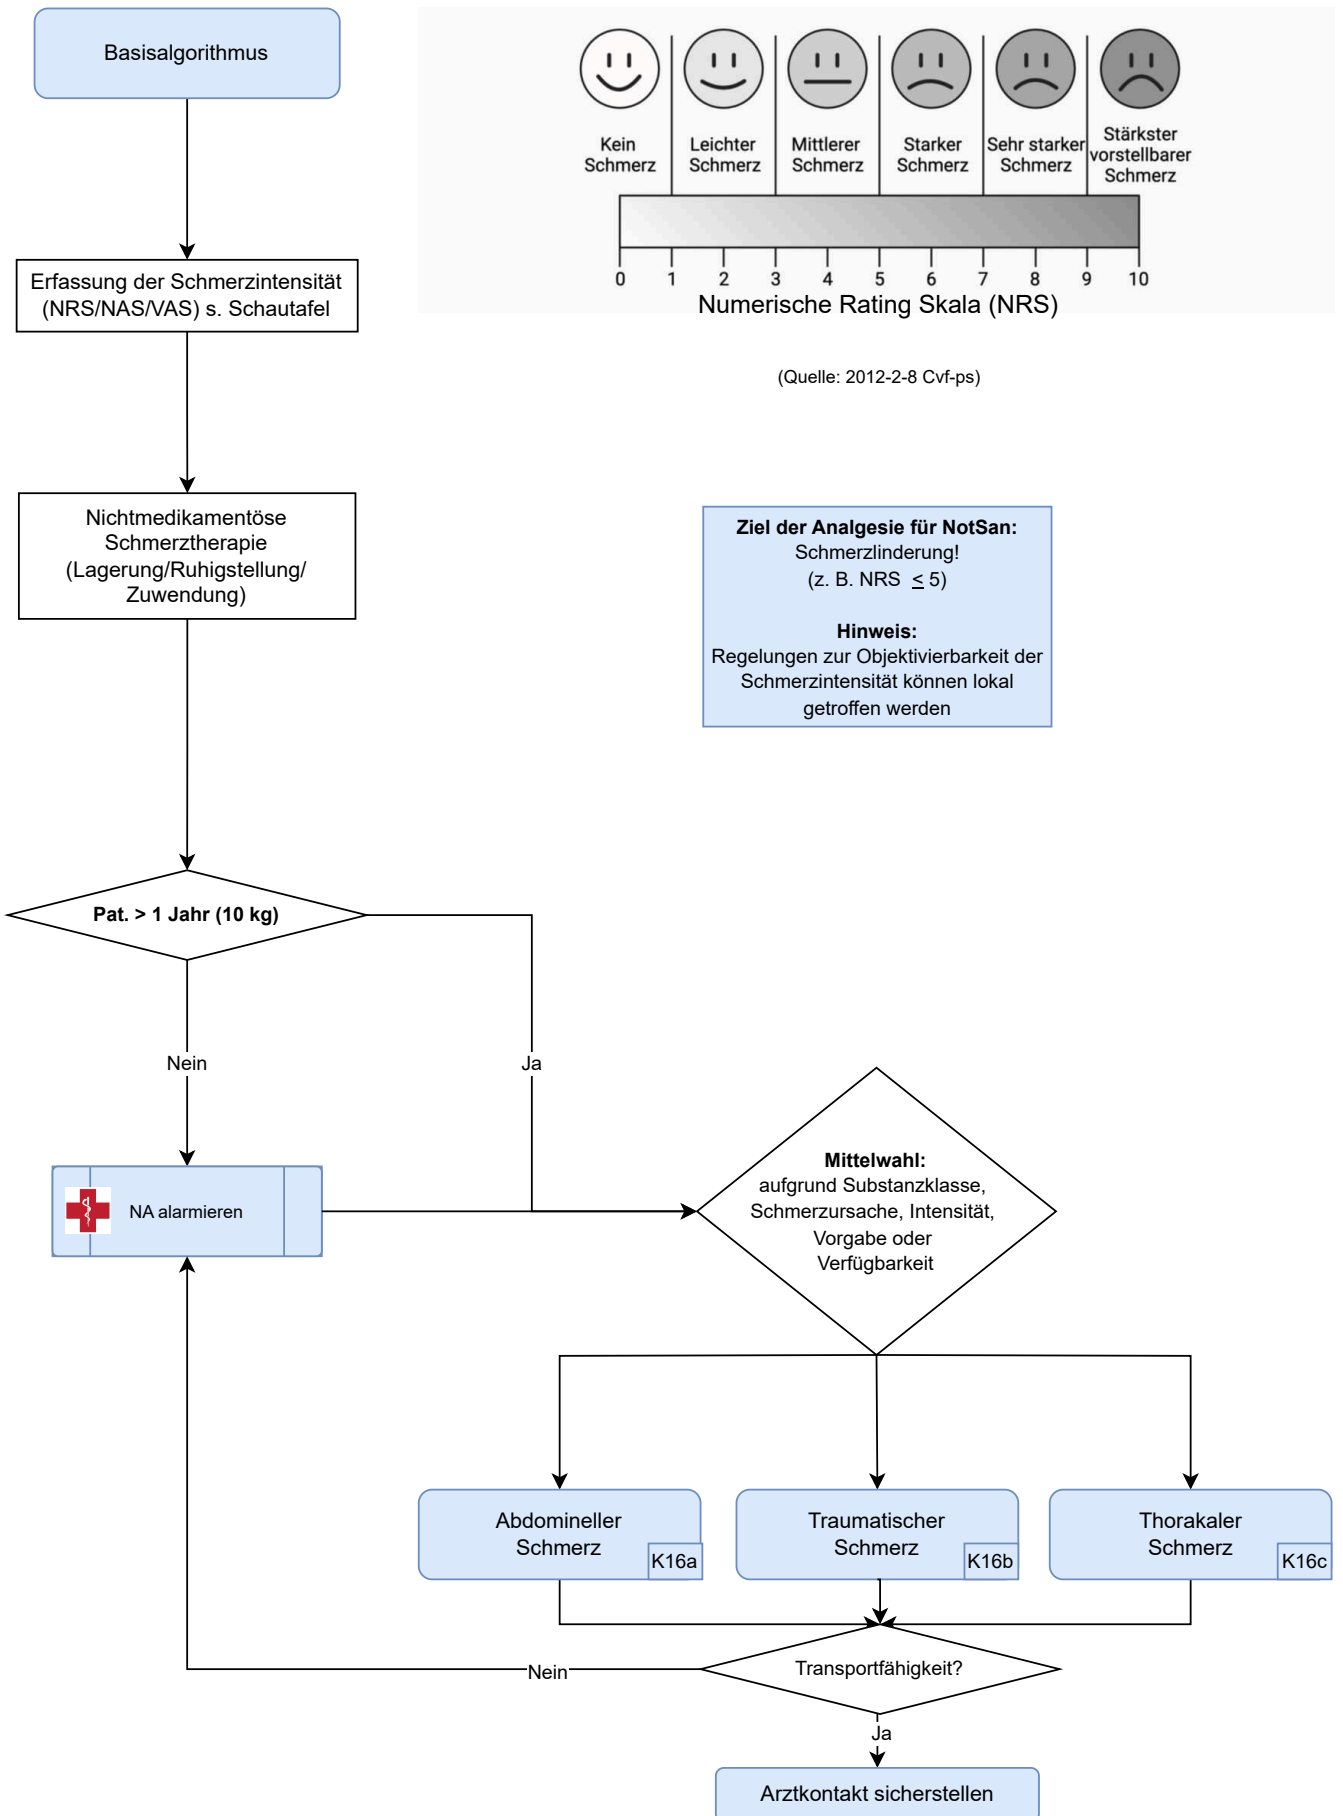 Basisalgorithmus
Kein
Schmerz
Leichter
Schmerz
Mittlerer
Schmerz
Starker
Schmerz
Sehr starker
Schmerz
Stärkster
vorstellbarer
Schmerz
0 1 2 3 4 5 6 7 8 9 10
Numerische Rating Skala (NRS)
(Quelle: 2012-2-8 Cvf-ps)
Erfassung der Schmerzintensität
(NRS/NAS/VAS) s. Schautafel
Nichtmedikamentöse
Schmerztherapie
(Lagerung/Ruhigstellung/
Zuwendung)
Ziel der Analgesie für NotSan:
Schmerzlinderung!
(z. B. NRS ≤ 5)
Hinweis:
Regelungen zur Objektivierbarkeit der
Schmerzintensität können lokal
getroffen werden
Pat. > 1 Jahr (10 kg)
Nein
Ja
NA alarmieren
Mittelwahl:
aufgrund Substanzklasse,
Schmerzursache, Intensität,
Vorgabe oder
Verfügbarkeit
Abdomineller
Schmerz
K16a
Traumatischer
Schmerz
K16b
Thorakaler
Schmerz
K16c
Transportfähigkeit?
Nein
Ja
Arztkontakt sicherstellen